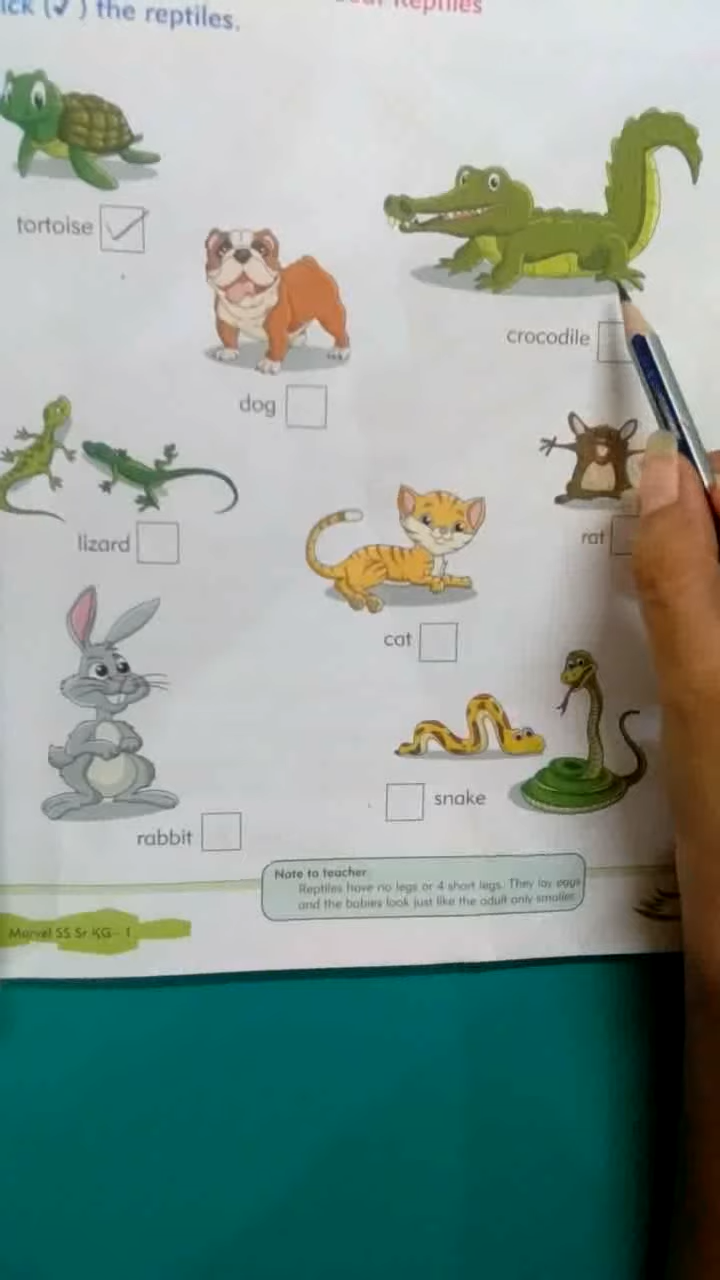 the reptiles.
Reptiles
tortoise
crocodile
dog
lizard
rat
cat
snake
rabbit
Note to teacher
Reptiles have no legs or 4 short legs. They lay eggs
and the babies look just like the adult only smaller.
Marvel SS Sr KG - 1